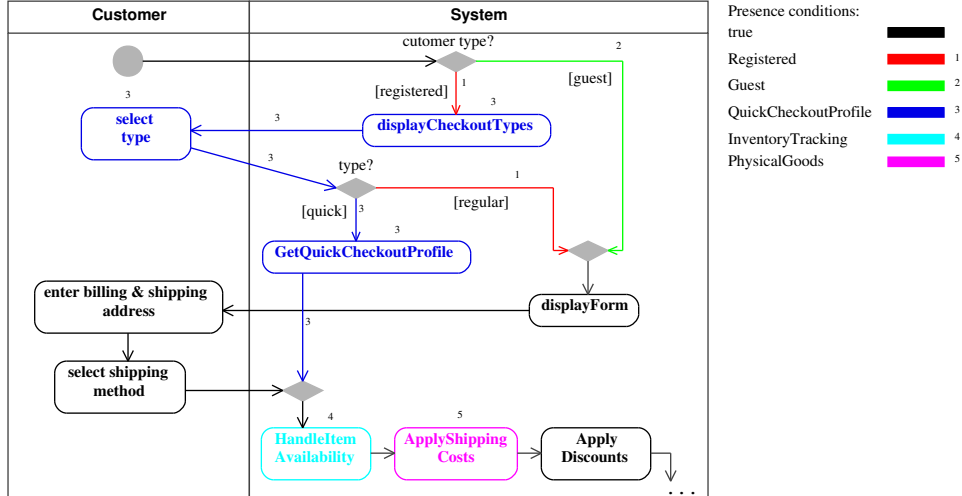 Customer
System
Presence conditions:
true
Registered 1
Guest 2
QuickCheckoutProfile 3
InventoryTracking 4
PhysicalGoods 5
cutomer type?
2
[guest]
[registered]
1
3
select
type
3
3
displayCheckoutTypes
3
type?
1
[quick]
3
[regular]
3
GetQuickCheckoutProfile
enter billing & shipping
address
displayForm
3
select shipping
method
4
HandleItem
Availability
5
ApplyShipping
Costs
Apply
Discounts
. . .